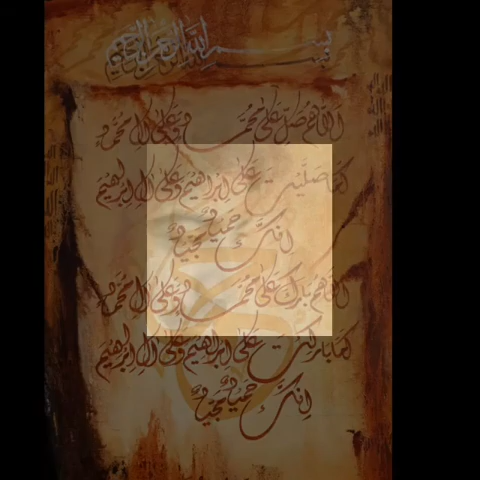 بسم الله الرحمن الرحيم
اللهم صل على محمد وعلى آل محمد
كما صليت على ابراهيم وعلى آل ابراهيم
انك حميد مجيد
اللهم بارك على محمد وعلى آل محمد
كما باركت على ابراهيم وعلى آل ابراهيم
انك حميد مجيد